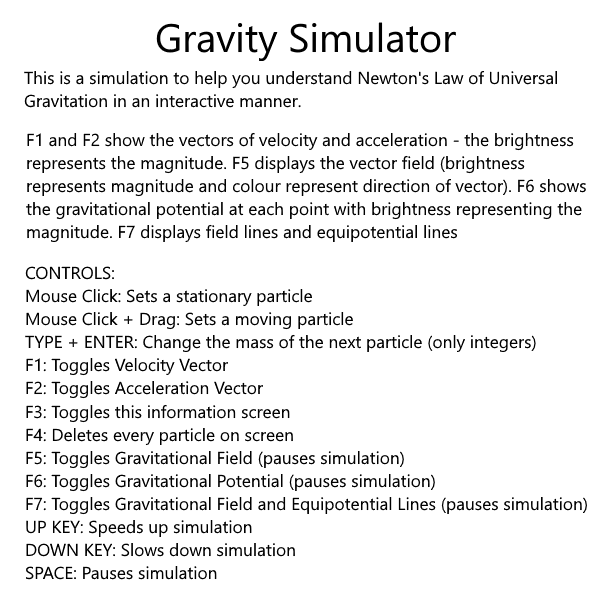 Gravity Simulator
This is a simulation to help you understand Newton's Law of Universal
Gravitation in an interactive manner.
F1 and F2 show the vectors of velocity and acceleration - the brightness
represents the magnitude. F5 displays the vector field (brightness
represents magnitude and colour represent direction of vector). F6 shows
the gravitational potential at each point with brightness representing the
magnitude. F7 displays field lines and equipotential lines
CONTROLS:
Mouse Click: Sets a stationary particle
Mouse Click + Drag: Sets a moving particle
TYPE + ENTER: Change the mass of the next particle (only integers)
F1: Toggles Velocity Vector
F2: Toggles Acceleration Vector
F3: Toggles this information screen
F4: Deletes every particle on screen
F5: Toggles Gravitational Field (pauses simulation)
F6: Toggles Gravitational Potential (pauses simulation)
F7: Toggles Gravitational Field and Equipotential Lines (pauses simulation)
UP KEY: Speeds up simulation
DOWN KEY: Slows down simulation
SPACE: Pauses simulation